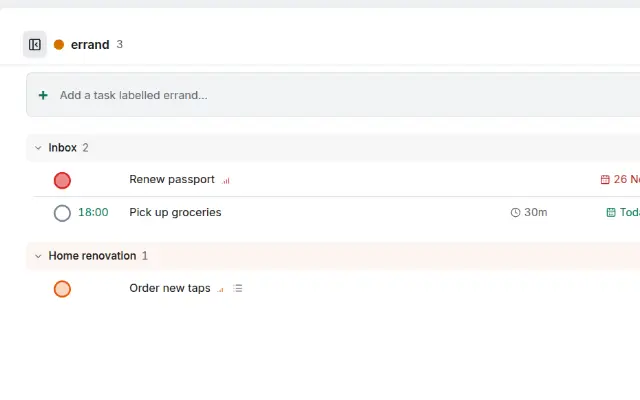 errand 3
Add a task labelled errand...
Inbox 2
Renew passport 26
18:00 Pick up groceries 30m
Home renovation 1
Order new taps